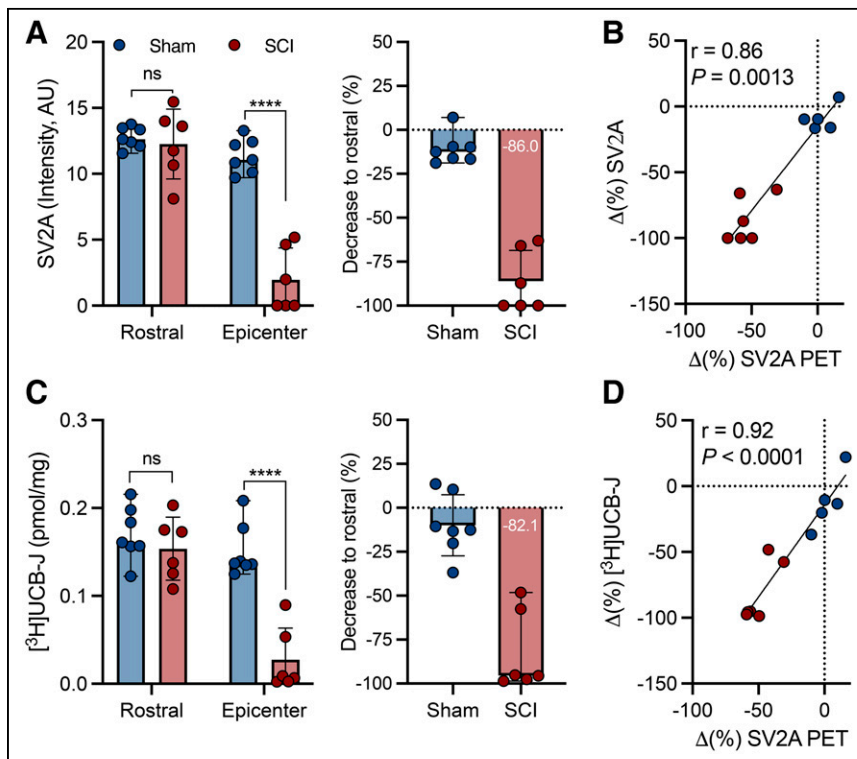 A
Sham
SCI
SV2A (Intensity, AU)
20
15
10
5
0
ns
****
Rostral
Epicenter
Decrease to rostral (%)
50
25
0
-25
-50
-75
-100
-86.0
Sham
SCI
B
r = 0.86
P = 0.0013
Δ(%) SV2A
50
0
-50
-100
-150
-100
-50
0
Δ(%) SV2A PET
C
[³H]UCB-J (pmol/mg)
0.3
0.2
0.1
0.0
ns
****
Rostral
Epicenter
Decrease to rostral (%)
50
25
0
-25
-50
-75
-100
-82.1
Sham
SCI
D
r = 0.92
P < 0.0001
Δ(%) [³H]UCB-J
50
0
-50
-100
-150
-100
-50
0
Δ(%) SV2A PET